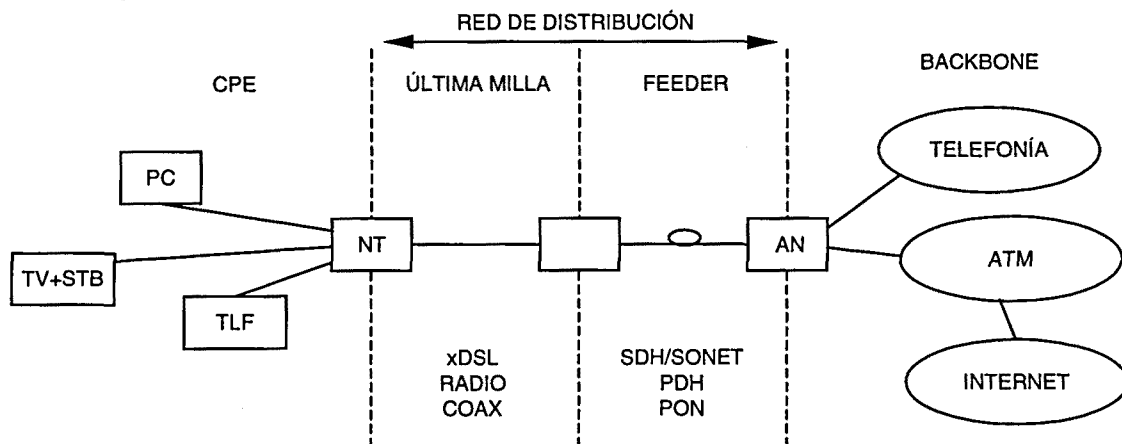 RED DE DISTRIBUCIÓN
CPE
ÚLTIMA MILLA
FEEDER
BACKBONE
PC
TV+STB
TLF
NT
AN
TELEFONÍA
ATM
INTERNET
xDSL
RADIO
COAX
SDH/SONET
PDH
PON